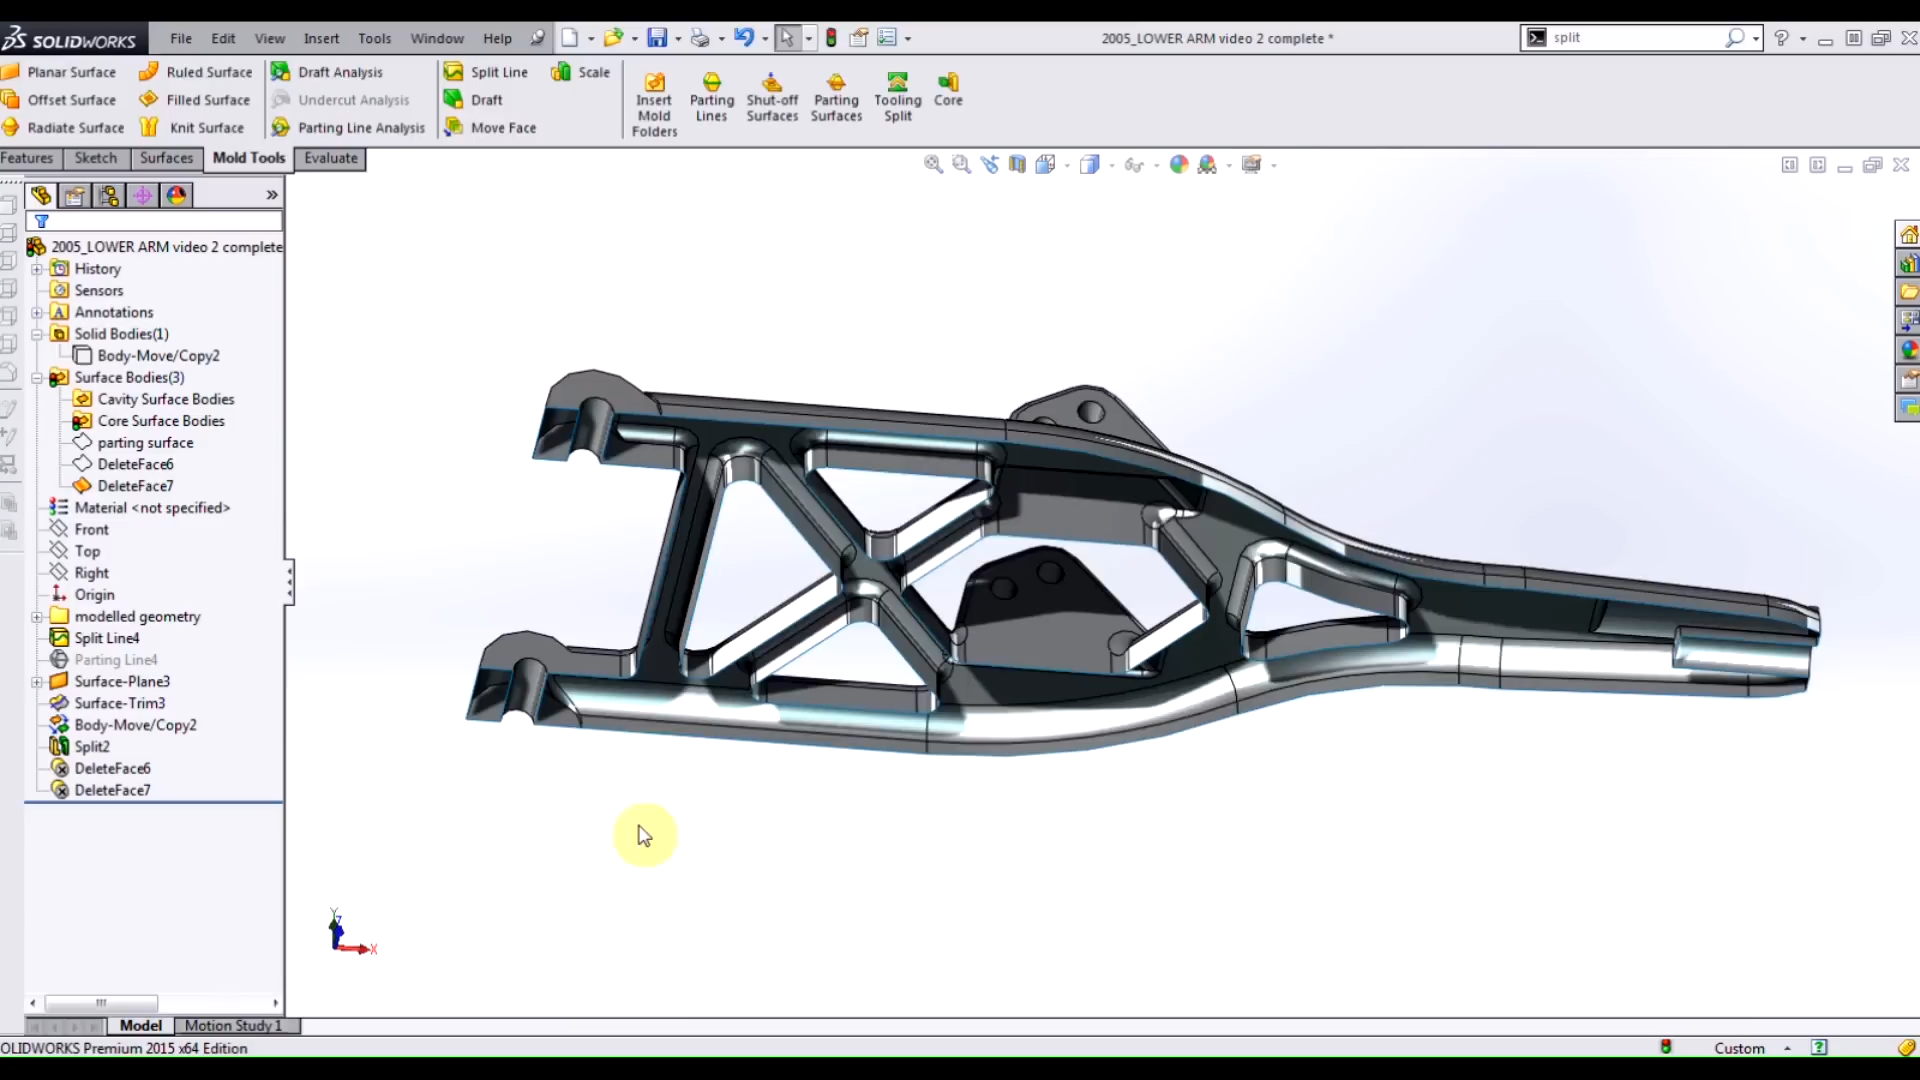 SOLIDWORKS File Edit View Insert Tools Window Help 2005_LOWER ARM video 2 complete * split
Planar Surface Ruled Surface Draft Analysis Split Line Scale
Offset Surface Filled Surface Undercut Analysis Draft
Radiate Surface Knit Surface Parting Line Analysis Move Face
Insert Mold Folders
Parting Lines
Shut-off Surfaces
Parting Surfaces
Tooling Split
Core
Features Sketch Surfaces Mold Tools Evaluate
2005_LOWER ARM video 2 complete
History
Sensors
Annotations
Solid Bodies(1)
Body-Move/Copy2
Surface Bodies(3)
Cavity Surface Bodies
Core Surface Bodies
parting surface
DeleteFace6
DeleteFace7
Material <not specified>
Front
Top
Right
Origin
modelled geometry
Split Line4
Parting Line4
Surface-Plane3
Surface-Trim3
Body-Move/Copy2
Split2
DeleteFace6
DeleteFace7
Y
Z
X
Model Motion Study 1
OLIDWORKS Premium 2015 x64 Edition Custom